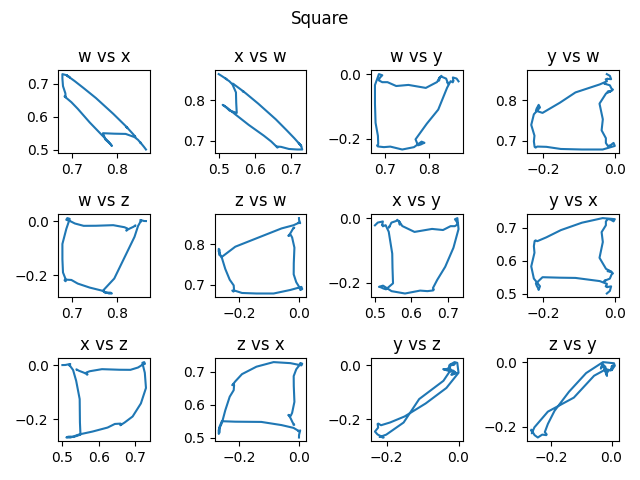 Square
w vs x
x vs w
w vs y
y vs w
0.7
0.6
0.5
0.7 0.8
0.8
0.7
0.5 0.6 0.7
0.0
−0.2
0.7 0.8
0.8
0.7
−0.2 0.0
w vs z
z vs w
x vs y
y vs x
0.0
−0.2
0.7 0.8
0.8
0.7
−0.2 0.0
0.0
−0.2
0.5 0.6 0.7
0.7
0.6
0.5
−0.2 0.0
x vs z
z vs x
y vs z
z vs y
0.0
−0.2
0.5 0.6 0.7
0.7
0.6
0.5
−0.2 0.0
0.0
−0.2
−0.2 0.0
0.0
−0.2
−0.2 0.0